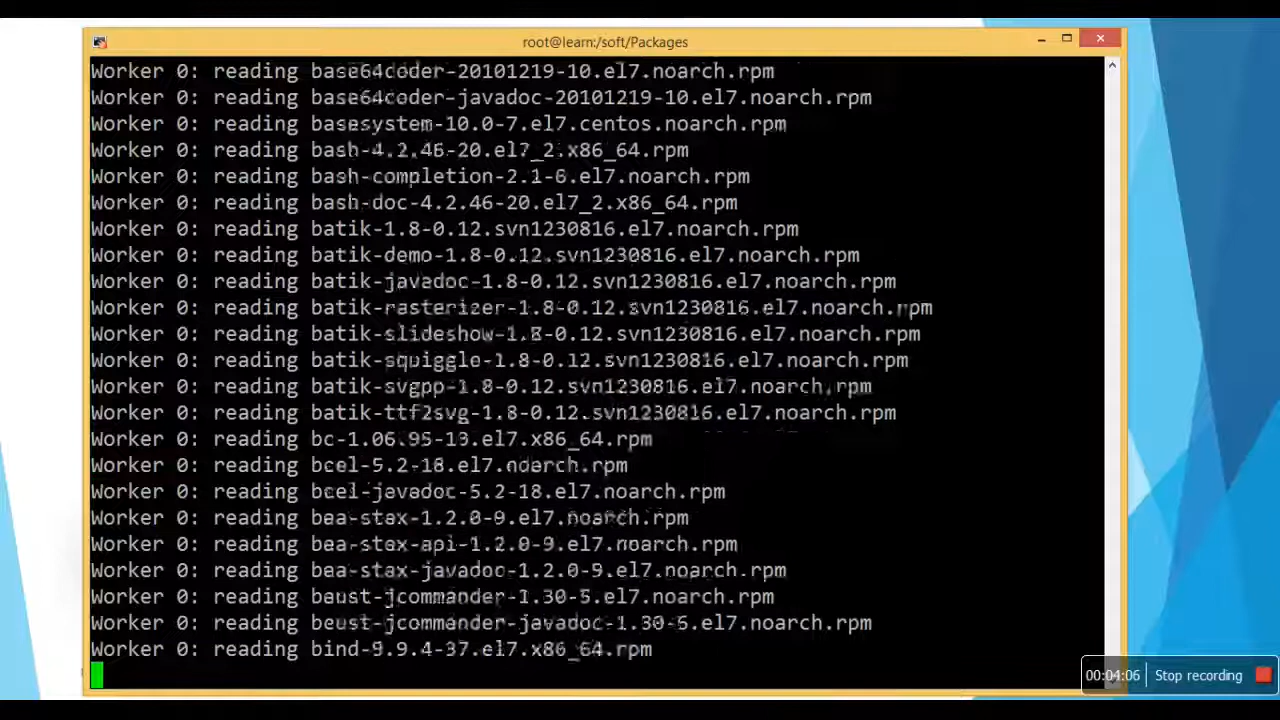 root@learn:/soft/Packages
Worker 0: reading base64coder-20101219-10.el7.noarch.rpm
Worker 0: reading base64coder-javadoc-20101219-10.el7.noarch.rpm
Worker 0: reading basesystem-10.0-7.el7.centos.noarch.rpm
Worker 0: reading bash-4.2.46-20.el7_2.x86_64.rpm
Worker 0: reading bash-completion-2.1-6.el7.noarch.rpm
Worker 0: reading bash-doc-4.2.46-20.el7_2.x86_64.rpm
Worker 0: reading batik-1.8-0.12.svn1230816.el7.noarch.rpm
Worker 0: reading batik-demo-1.8-0.12.svn1230816.el7.noarch.rpm
Worker 0: reading batik-javadoc-1.8-0.12.svn1230816.el7.noarch.rpm
Worker 0: reading batik-rasterizer-1.8-0.12.svn1230816.el7.noarch.rpm
Worker 0: reading batik-slideshow-1.8-0.12.svn1230816.el7.noarch.rpm
Worker 0: reading batik-squiggle-1.8-0.12.svn1230816.el7.noarch.rpm
Worker 0: reading batik-svgpp-1.8-0.12.svn1230816.el7.noarch.rpm
Worker 0: reading batik-ttf2svg-1.8-0.12.svn1230816.el7.noarch.rpm
Worker 0: reading bc-1.06.95-13.el7.x86_64.rpm
Worker 0: reading bcel-5.2-18.el7.noarch.rpm
Worker 0: reading bcel-javadoc-5.2-18.el7.noarch.rpm
Worker 0: reading bea-stax-1.2.0-9.el7.noarch.rpm
Worker 0: reading bea-stax-api-1.2.0-9.el7.noarch.rpm
Worker 0: reading bea-stax-javadoc-1.2.0-9.el7.noarch.rpm
Worker 0: reading beust-jcommander-1.30-6.el7.noarch.rpm
Worker 0: reading beust-jcommander-javadoc-1.30-6.el7.noarch.rpm
Worker 0: reading bind-9.9.4-37.el7.x86_64.rpm
00:04:06 Stop recording